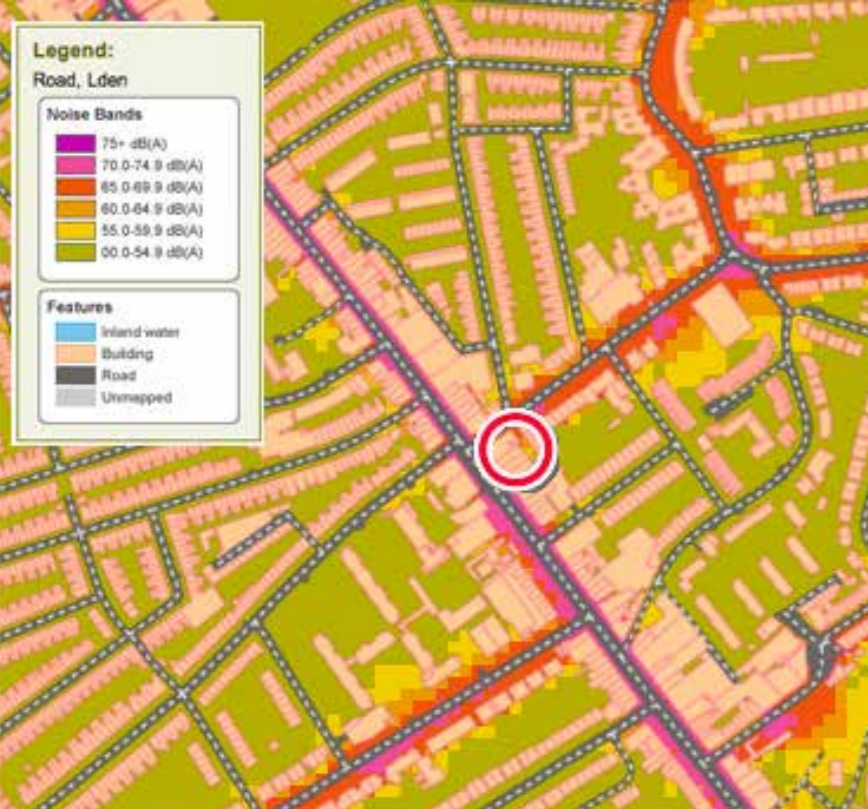 Legend:
Road, Lden
Noise Bands
75+ dB(A)
70.0-74.9 dB(A)
65.0-69.9 dB(A)
60.0-64.9 dB(A)
55.0-59.9 dB(A)
00.0-54.9 dB(A)
Features
Inland water
Building
Road
Unmapped